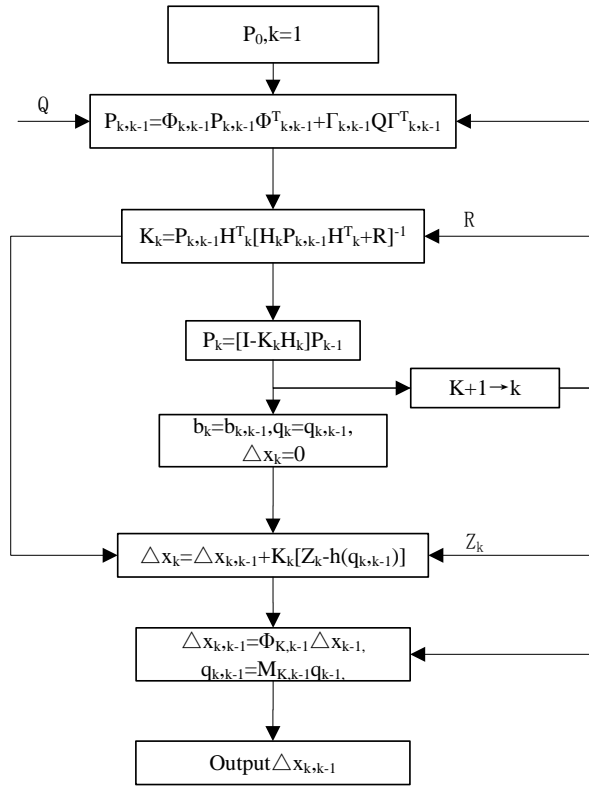 P₀,k=1
Q
Pₖ,ₖ₋₁=Φₖ,ₖ₋₁Pₖ,ₖ₋₁Φᵀₖ,ₖ₋₁+Γₖ,ₖ₋₁QΓᵀₖ,ₖ₋₁
Kₖ=Pₖ,ₖ₋₁Hᵀₖ[HₖPₖ,ₖ₋₁Hᵀₖ+R]⁻¹
R
Pₖ=[I-KₖHₖ]Pₖ₋₁
K+1→k
bₖ=bₖ,ₖ₋₁,qₖ=qₖ,ₖ₋₁,
△xₖ=0
△xₖ=△xₖ,ₖ₋₁+Kₖ[Zₖ-h(qₖ,ₖ₋₁)]
Zₖ
△xₖ,ₖ₋₁=Φ_K,ₖ₋₁△xₖ₋₁,
qₖ,ₖ₋₁=M_K,ₖ₋₁qₖ₋₁,
Output△xₖ,ₖ₋₁